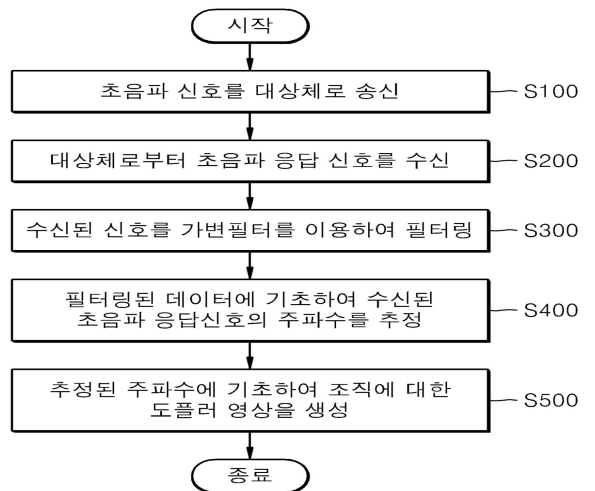 시작
초음파 신호를 대상체로 송신
S100
대상체로부터 초음파 응답 신호를 수신
S200
수신된 신호를 가변필터를 이용하여 필터링
S300
필터링된 데이터에 기초하여 수신된
초음파 응답신호의 주파수를 추정
S400
추정된 주파수에 기초하여 조직에 대한
도플러 영상을 생성
S500
종료